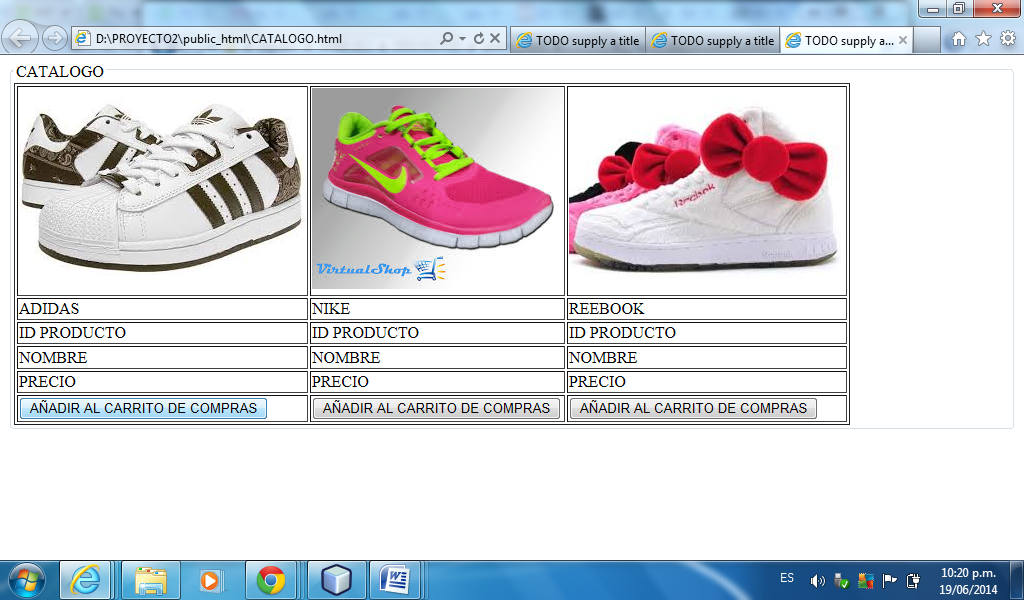 D:\PROYECTO2\public_html\CATALOGO.html
TODO supply a title
TODO supply a title
TODO supply a...
CATALOGO
VirtualShop
Reebok
ADIDAS
NIKE
REEBOOK
ID PRODUCTO
ID PRODUCTO
ID PRODUCTO
NOMBRE
NOMBRE
NOMBRE
PRECIO
PRECIO
PRECIO
AÑADIR AL CARRITO DE COMPRAS
AÑADIR AL CARRITO DE COMPRAS
AÑADIR AL CARRITO DE COMPRAS
ES
10:20 p.m.
19/06/2014